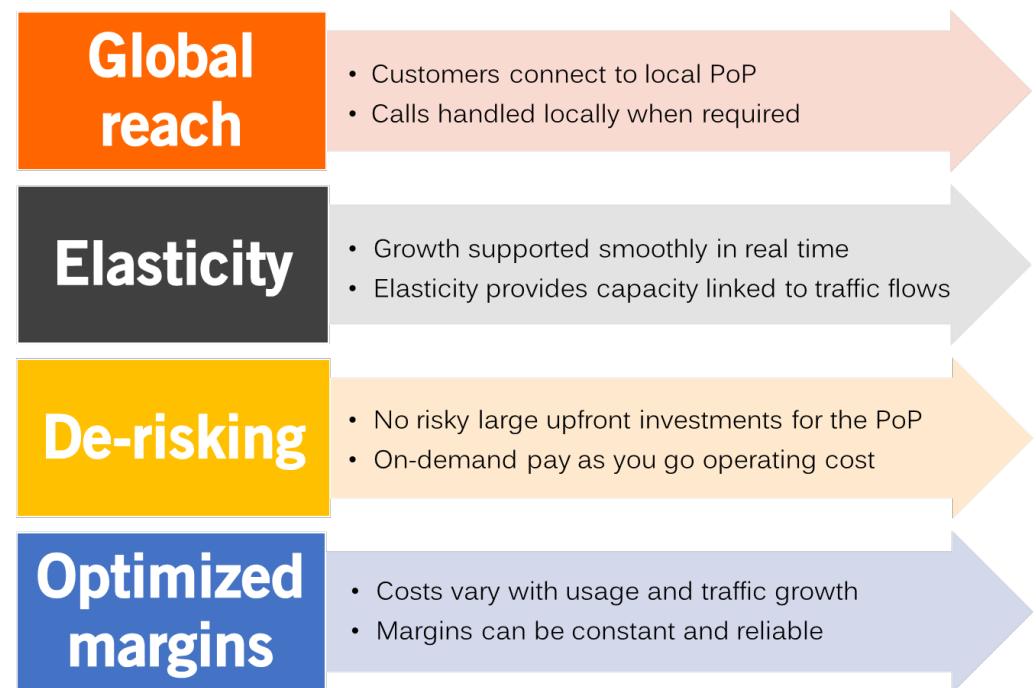 Global
reach
• Customers connect to local PoP
• Calls handled locally when required
Elasticity
• Growth supported smoothly in real time
• Elasticity provides capacity linked to traffic flows
De-risking
• No risky large upfront investments for the PoP
• On-demand pay as you go operating cost
Optimized
margins
• Costs vary with usage and traffic growth
• Margins can be constant and reliable